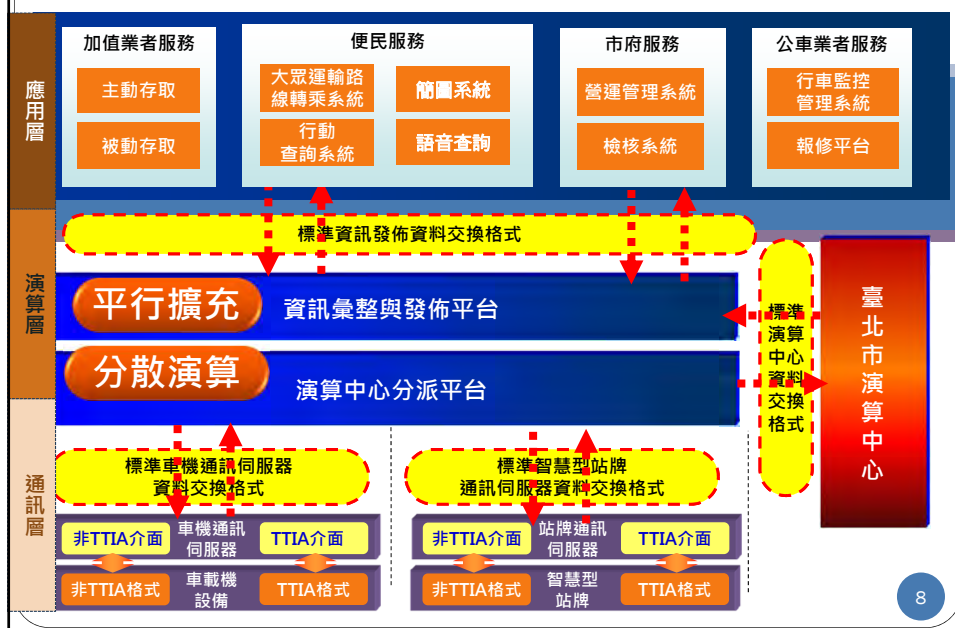 應用層
加值業者服務
主動存取
被動存取
便民服務
大眾運輸路
線轉乘系統
簡圖系統
行動
查詢系統
語音查詢
市府服務
營運管理系統
檢核系統
公車業者服務
行車監控
管理系統
報修平台
標準資訊發佈資料交換格式
演算層
平行擴充
資訊彙整與發佈平台
分散演算
演算中心分派平台
標準
演算
中心
資料
交換
格式
臺北市演算中心
通訊層
標準車機通訊伺服器
資料交換格式
標準智慧型站牌
通訊伺服器資料交換格式
非TTIA介面
車機通訊
伺服器
TTIA介面
非TTIA格式
車載機
設備
TTIA格式
非TTIA介面
站牌通訊
伺服器
TTIA介面
非TTIA格式
智慧型
站牌
TTIA格式
8